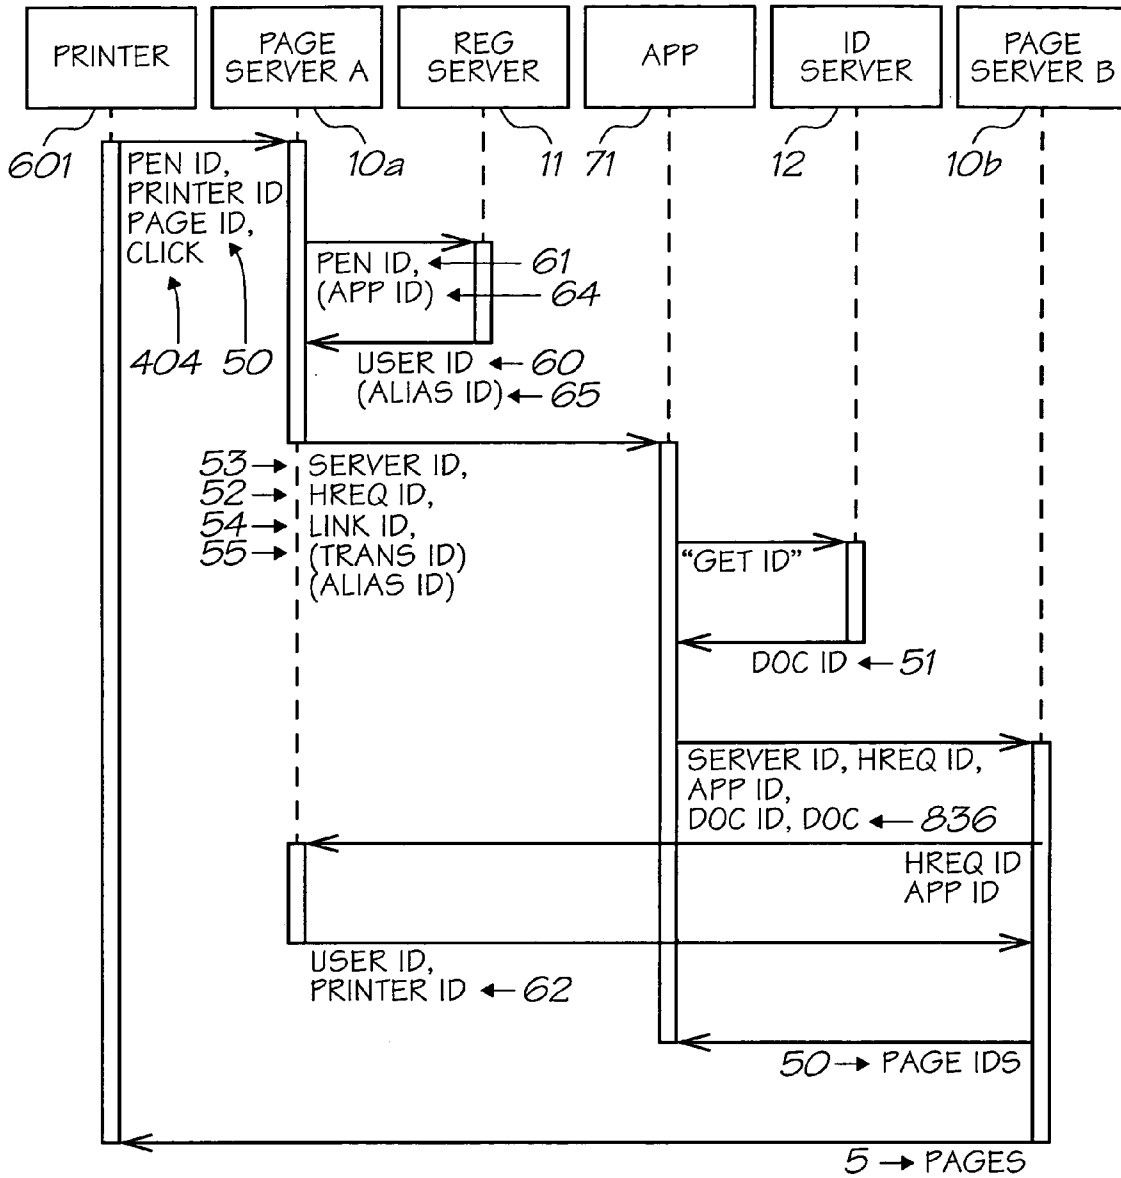 PRINTER
PAGE
SERVER A
REG
SERVER
APP
ID
SERVER
PAGE
SERVER B
601
10a
11
71
12
10b
PEN ID,
PRINTER ID
PAGE ID,
CLICK
404
50
PEN ID, 61
(APP ID) 64
USER ID 60
(ALIAS ID) 65
53 SERVER ID,
52 HREQ ID,
54 LINK ID,
55 (TRANS ID)
(ALIAS ID)
“GET ID”
DOC ID 51
SERVER ID, HREQ ID,
APP ID,
DOC ID, DOC 836
HREQ ID
APP ID
USER ID,
PRINTER ID 62
50 PAGE IDS
5 PAGES